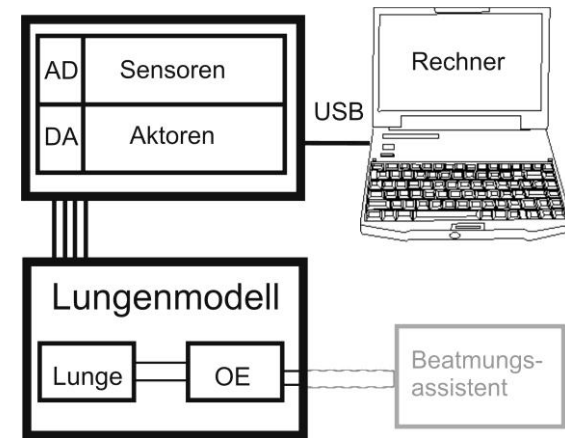 AD
Sensoren
DA
Aktoren
USB
Rechner
Lungenmodell
Lunge
OE
Beatmungs-
assistent